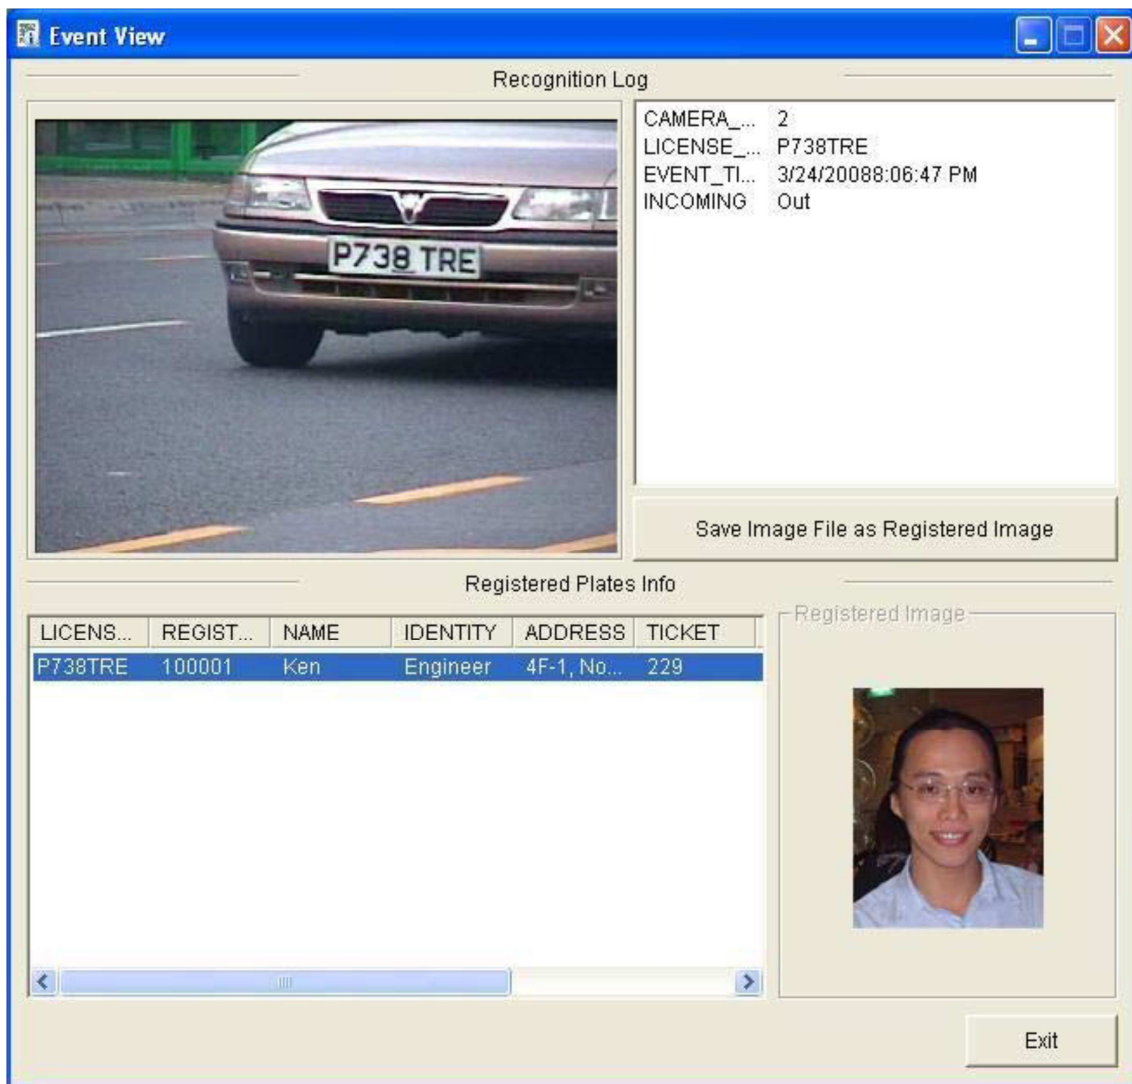 Event View
Recognition Log
CAMERA_... 2
LICENSE_... P738TRE
EVENT_TI... 3/24/20088:06:47 PM
INCOMING Out
P738 TRE
Save Image File as Registered Image
Registered Plates Info
Registered Image
LICENS... REGIST... NAME IDENTITY ADDRESS TICKET
P738TRE 100001 Ken Engineer 4F-1, No... 229
Exit